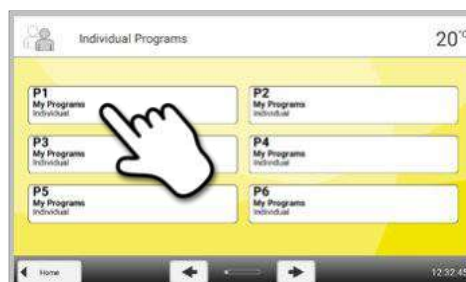 Individual Programs
20°C
P1
My Programs
Individual
P2
My Programs
Individual
P3
My Programs
Individual
P4
My Programs
Individual
P5
My Programs
Individual
P6
My Programs
Individual
Home
12:32:45